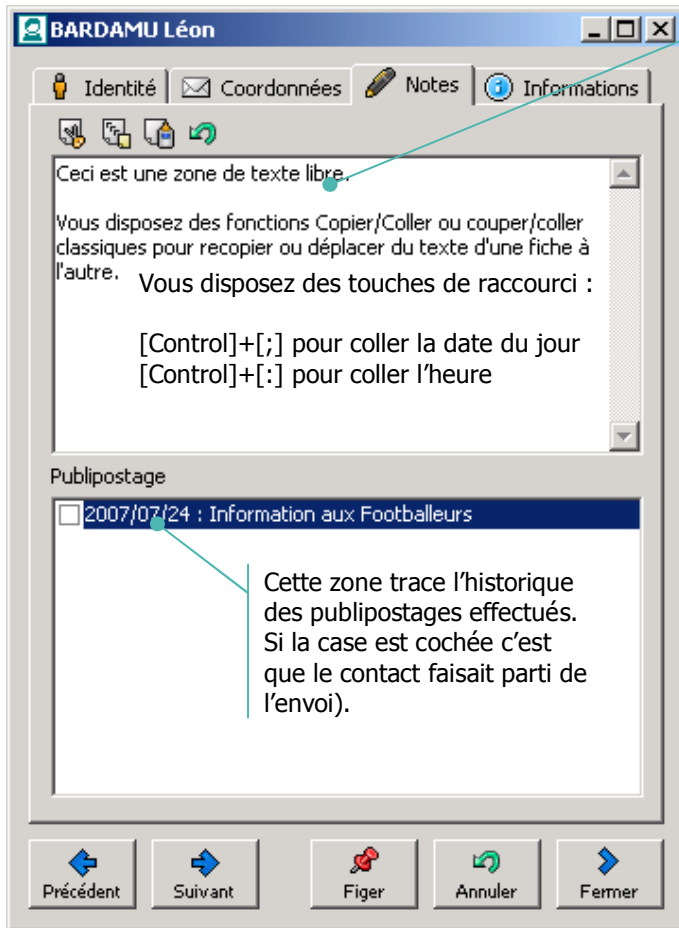 BARDAMU Léon
Identité Coordonnées Notes Informations
Ceci est une zone de texte libre.
Vous disposez des fonctions Copier/Coller ou couper/coller
classiques pour recopier ou déplacer du texte d'une fiche à
l'autre.
Vous disposez des touches de raccourci :
[Control]+[;] pour coller la date du jour
[Control]+[:] pour coller l’heure
Publipostage
2007/07/24 : Information aux Footballeurs
Cette zone trace l’historique
des publipostages effectués.
Si la case est cochée c’est
que le contact faisait parti de
l’envoi).
Précédent Suivant Figer Annuler Fermer